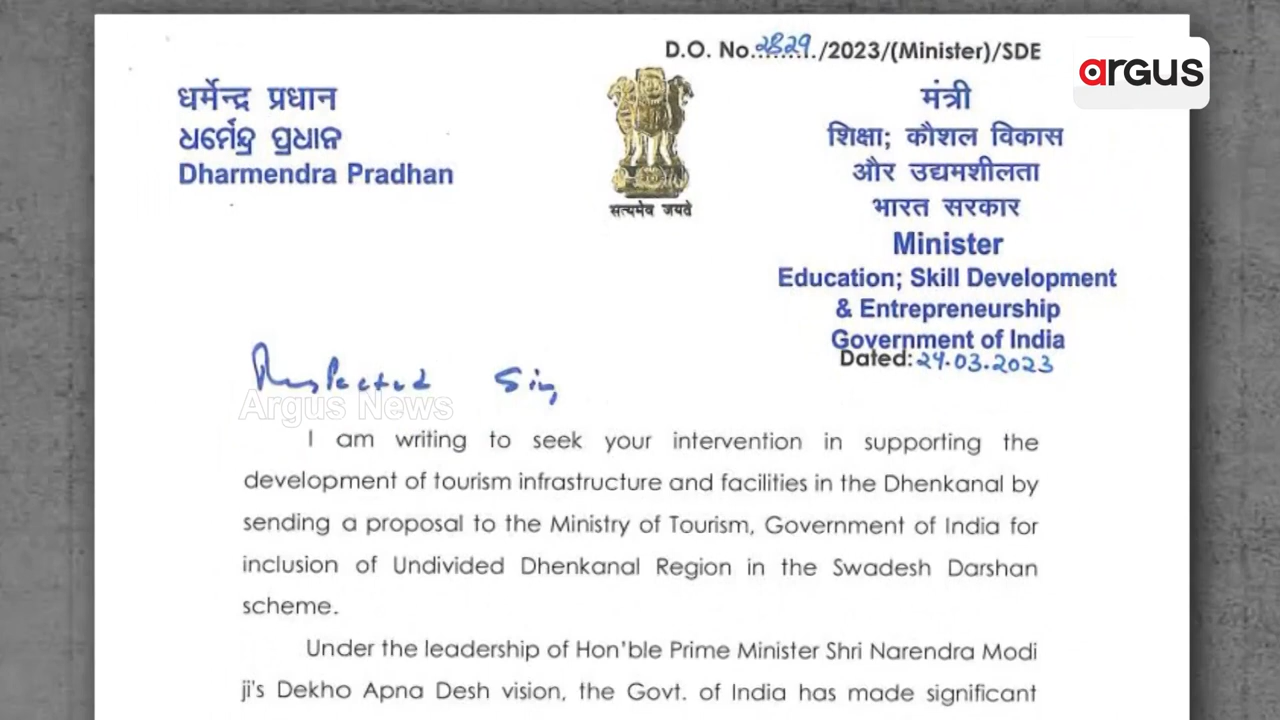 D.O. No.2829./2023/(Minister)/SDE
argus
धर्मेन्द्र प्रधान
ଧର୍ମେନ୍ଦ୍ର ପ୍ରଧାନ
Dharmendra Pradhan
सत्यमेव जयते
मंत्री
शिक्षा; कौशल विकास
और उद्यमशीलता
भारत सरकार
Minister
Education; Skill Development
& Entrepreneurship
Government of India
Dated: 24.03.2023
Respected Sir,
Argus News
I am writing to seek your intervention in supporting the
development of tourism infrastructure and facilities in the Dhenkanal by
sending a proposal to the Ministry of Tourism, Government of India for
inclusion of Undivided Dhenkanal Region in the Swadesh Darshan
scheme.
Under the leadership of Hon'ble Prime Minister Shri Narendra Modi
ji's Dekho Apna Desh vision, the Govt. of India has made significant